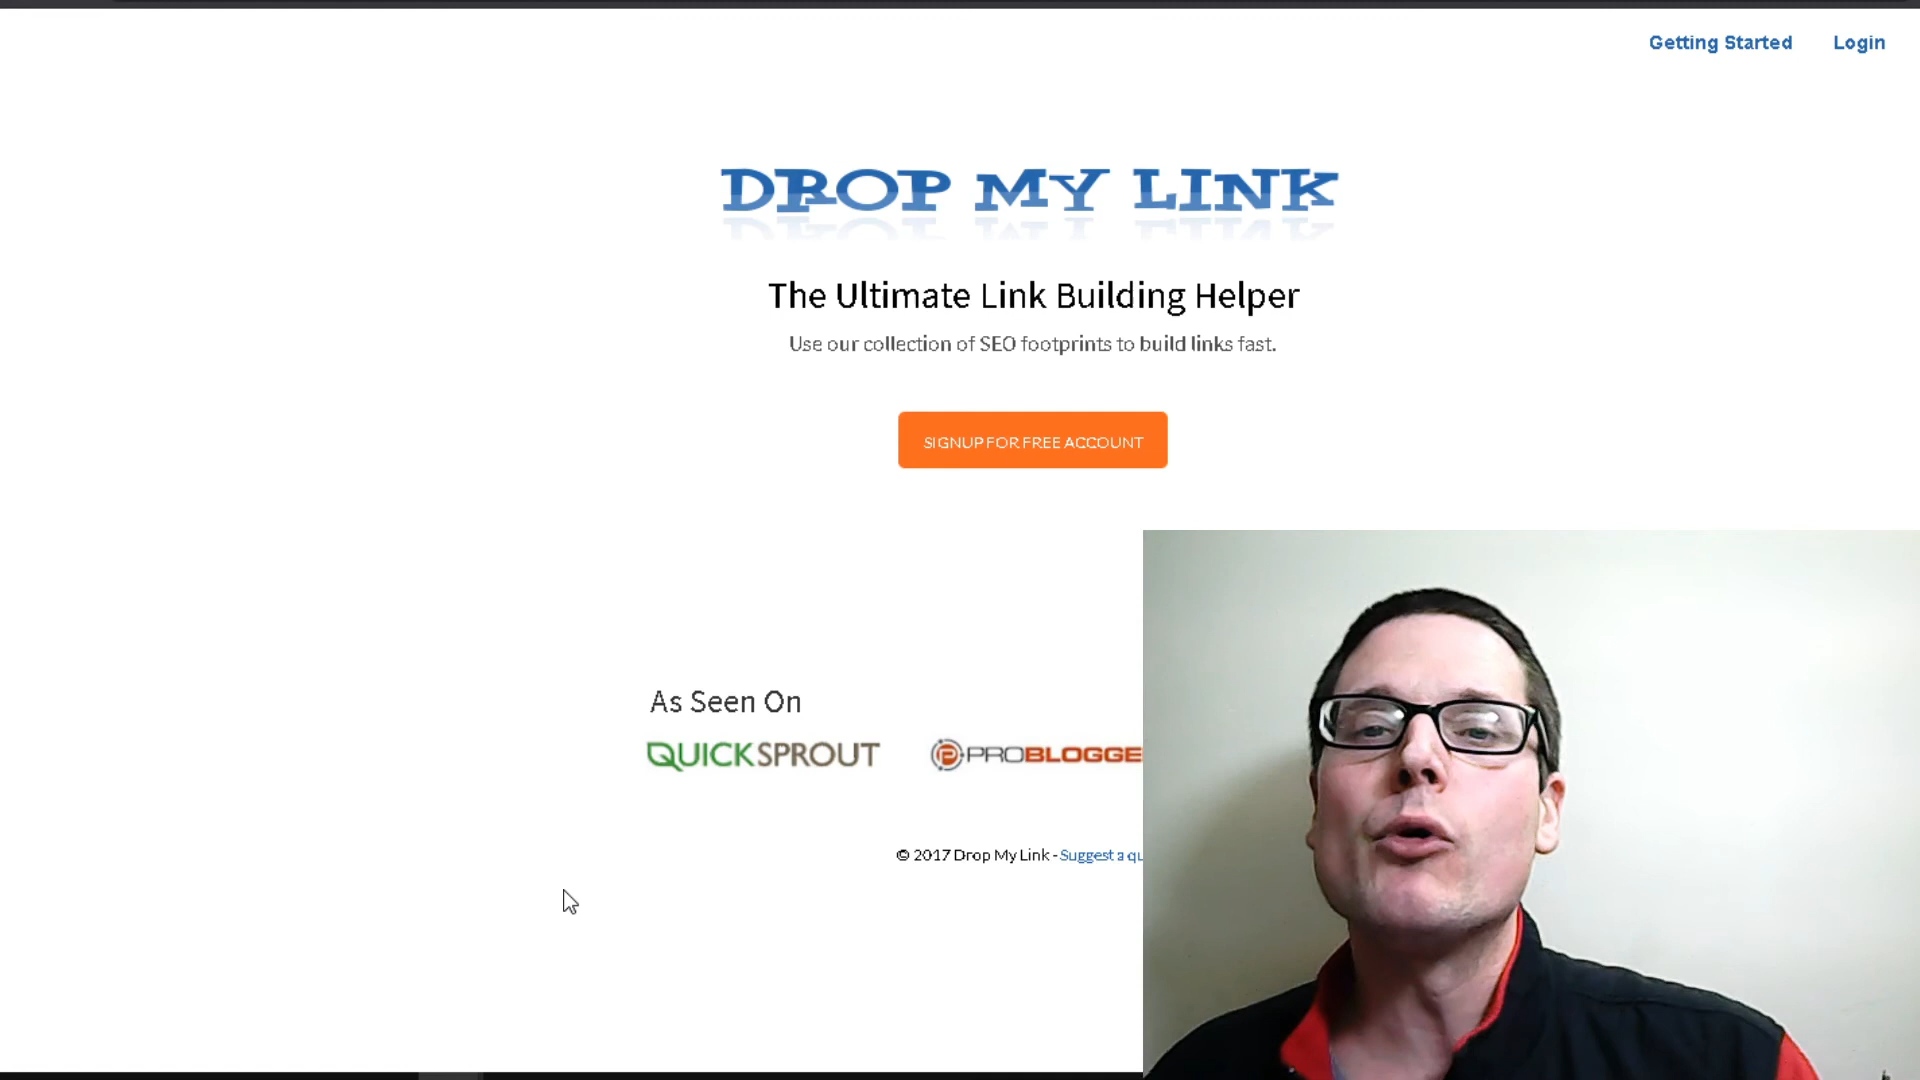 Getting Started Login
DROP MY LINK
The Ultimate Link Building Helper
Use our collection of SEO footprints to build links fast.
SIGNUP FOR FREE ACCOUNT
As Seen On
QUICKSPROUT PROBLOGGE
© 2017 Drop My Link - Suggest a qu